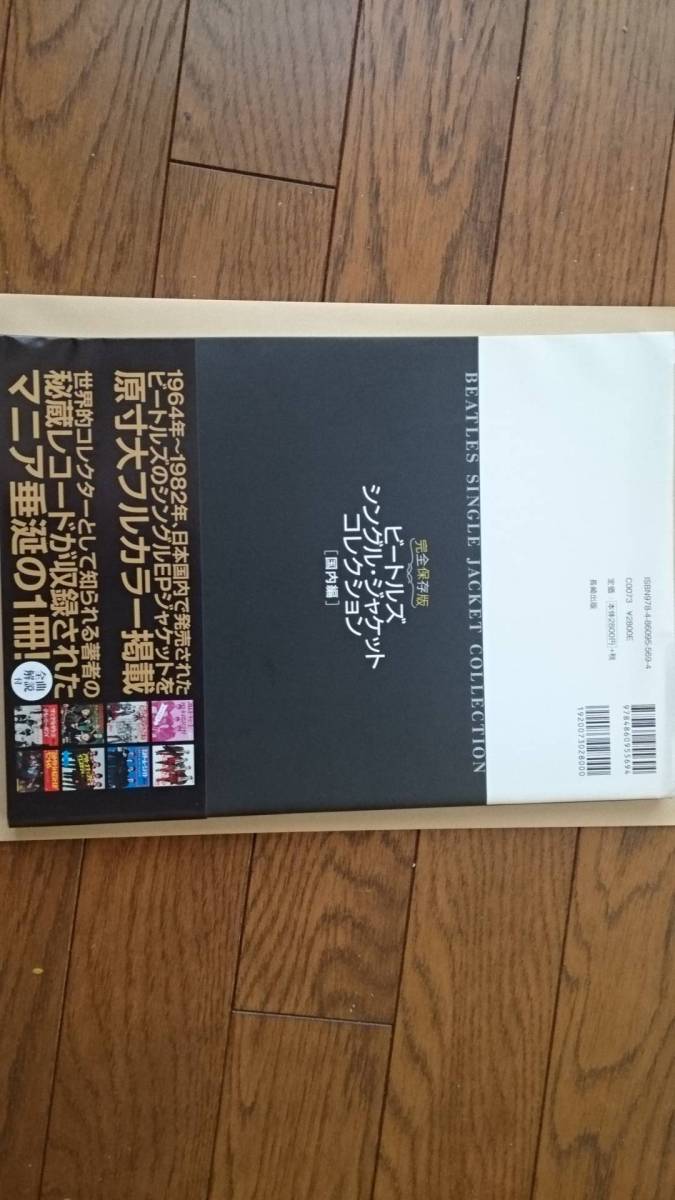 ISBN978-4-86095-569-4
C0073 ¥2800E
定価 本体2800円+税
長崎出版
9784860955694
1920073028000
BEATLES SINGLE JACKET COLLECTION
完全保存版
ビートルズ
シングル・ジャケット
コレクション
[国内編]
1964年～1982年、日本国内で発売された
ビートルズのシングルEPジャケットを
原寸大フルカラー掲載
世界的コレクターとして知られる著者の
秘蔵レコードが収録された
マニア垂涎の1冊!
全曲
解説
付